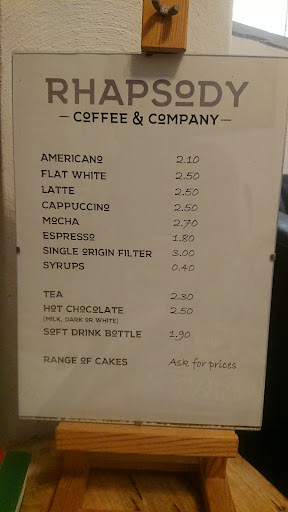 RHAPSODY
— COFFEE & COMPANY —
AMERICANO 2.10
FLAT WHITE 2.50
LATTE 2.50
CAPPUCCINO 2.50
MOCHA 2.70
ESPRESSO 1.80
SINGLE ORIGIN FILTER 3.00
SYRUPS 0.40
TEA 2.30
HOT CHOCOLATE 2.50
(MILK, DARK OR WHITE)
SOFT DRINK BOTTLE 1.90
RANGE OF CAKES Ask for prices